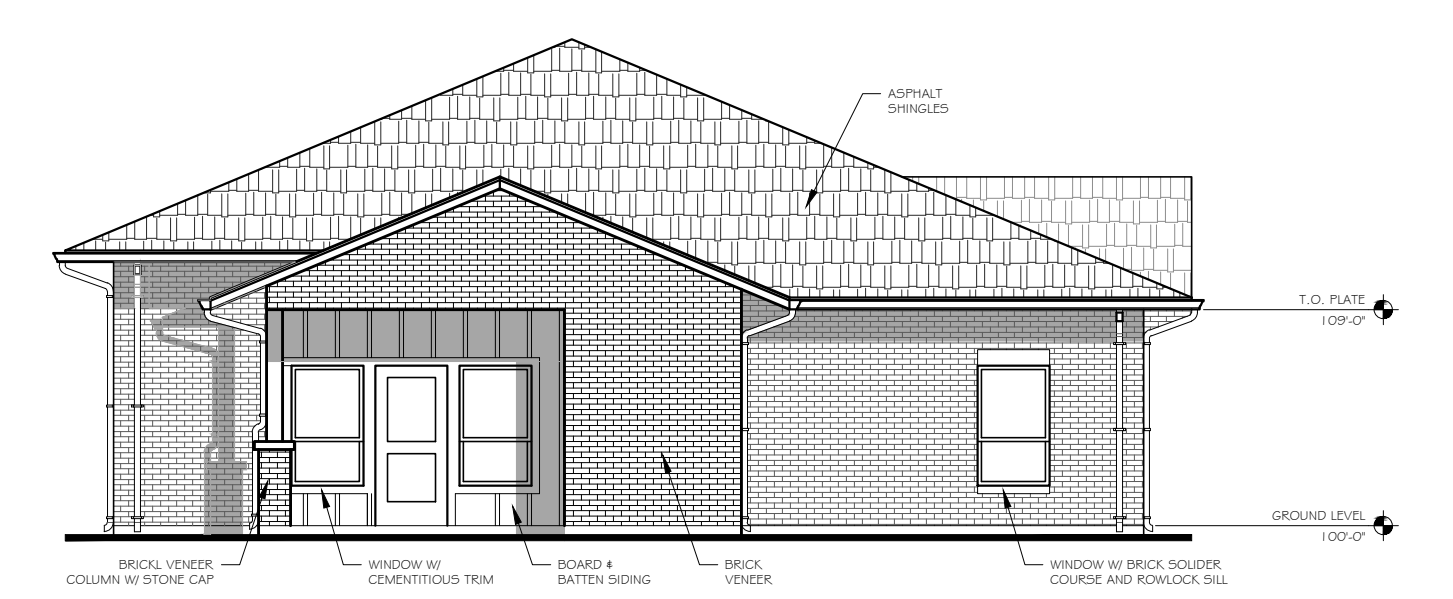 ASPHALT
SHINGLES
T.O. PLATE
109'-0"
GROUND LEVEL
100'-0"
BRICKL VENEER
COLUMN W/ STONE CAP
WINDOW W/
CEMENTITIOUS TRIM
BOARD &
BATTEN SIDING
BRICK
VENEER
WINDOW W/ BRICK SOLIDER
COURSE AND ROWLOCK SILL